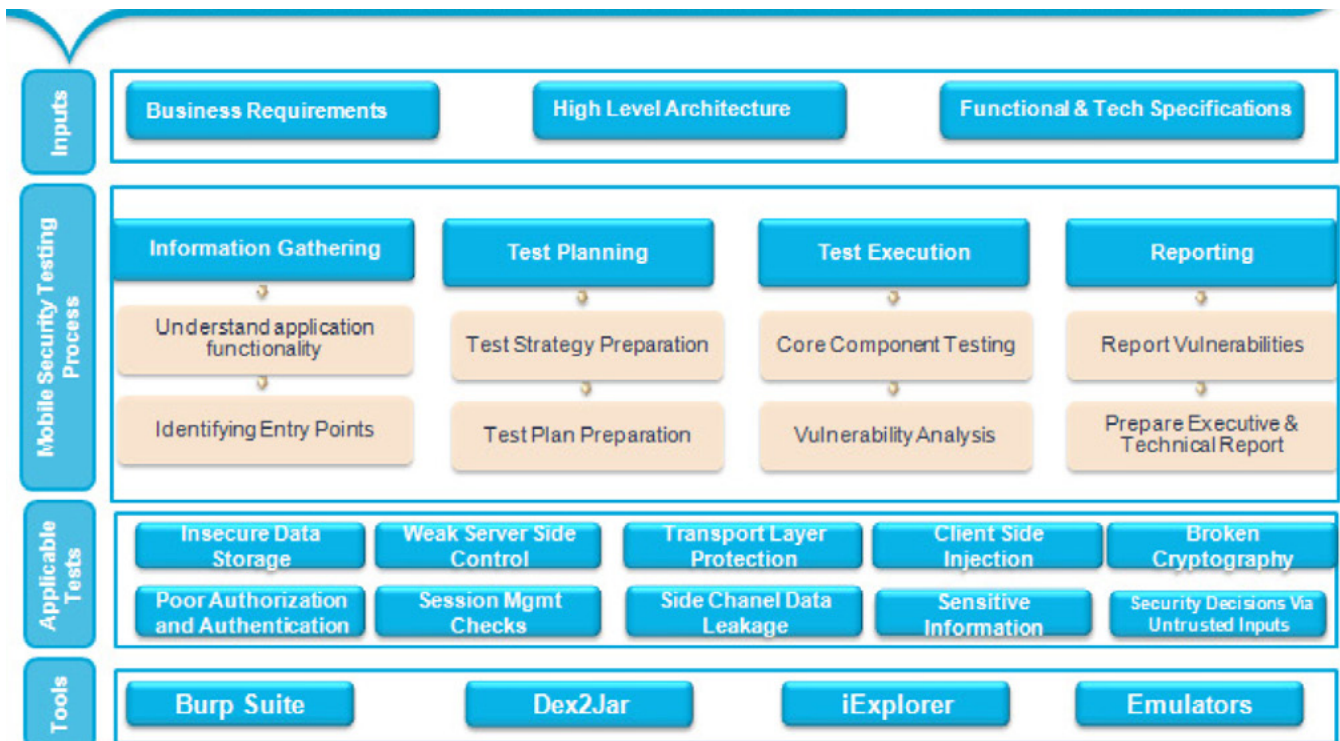 Inputs
Business Requirements
High Level Architecture
Functional & Tech Specifications
Mobile Security Testing
Process
Information Gathering
Test Planning
Test Execution
Reporting
Understand application
functionality
Test Strategy Preparation
Core Component Testing
Report Vulnerabilities
Identifying Entry Points
Test Plan Preparation
Vulnerability Analysis
Prepare Executive &
Technical Report
Applicable
Tests
Insecure Data
Storage
Weak Server Side
Control
Transport Layer
Protection
Client Side
Injection
Broken
Cryptography
Poor Authorization
and Authentication
Session Mgmt
Checks
Side Chanel Data
Leakage
Sensitive
Information
Security Decisions Via
Untrusted Inputs
Tools
Burp Suite
Dex2Jar
iExplorer
Emulators